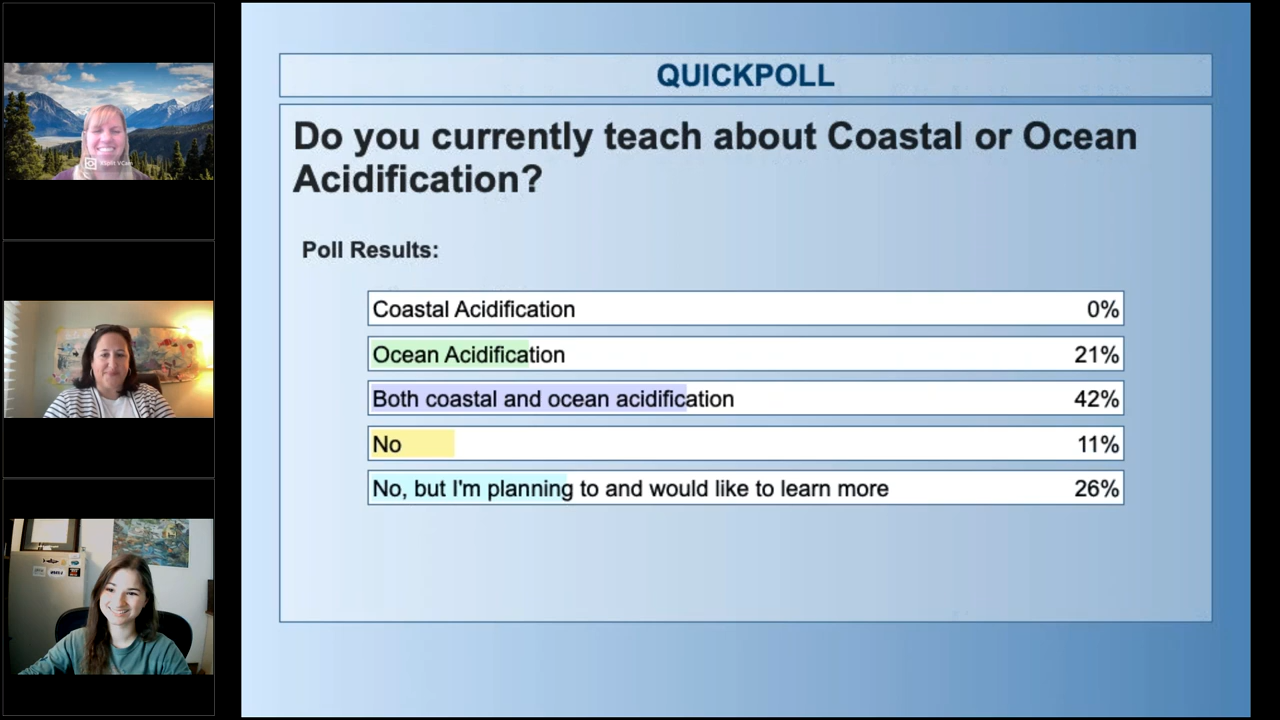 QUICKPOLL
Do you currently teach about Coastal or Ocean
Acidification?
Poll Results:
Coastal Acidification 0%
Ocean Acidification 21%
Both coastal and ocean acidification 42%
No 11%
No, but I'm planning to and would like to learn more 26%